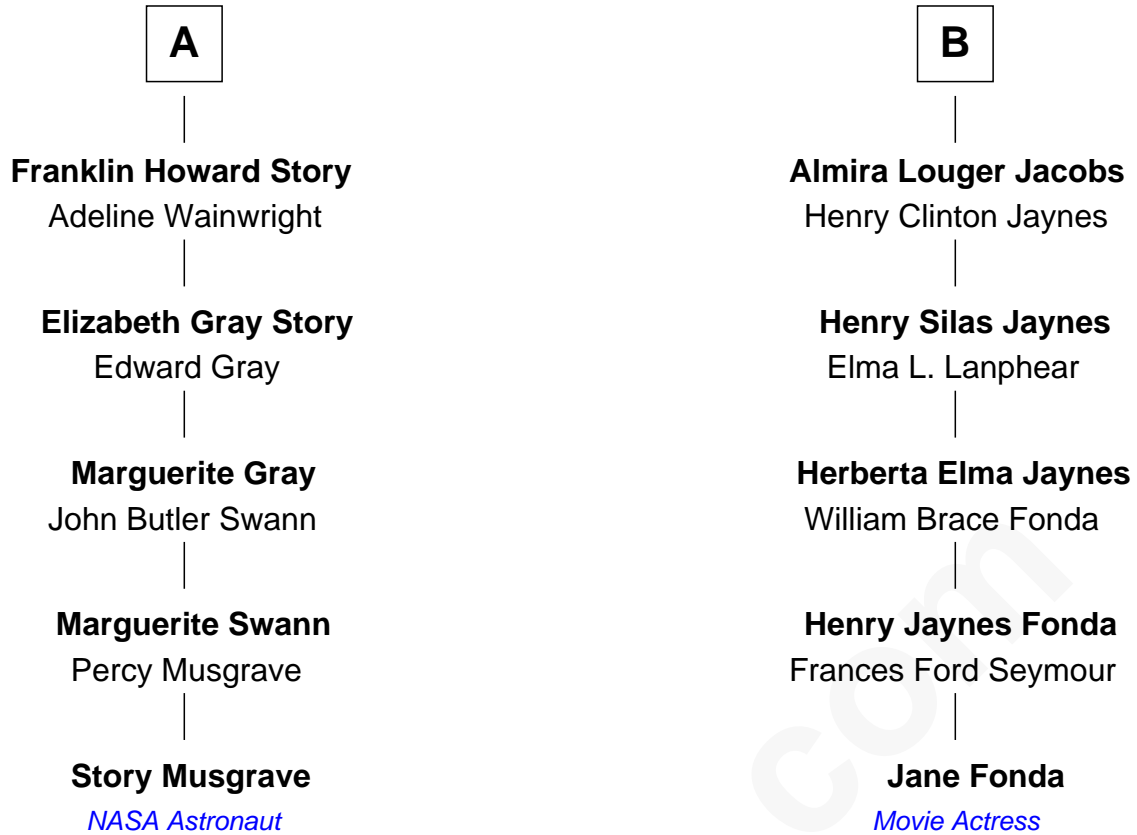 A
Franklin Howard Story
Adeline Wainwright
Elizabeth Gray Story
Edward Gray
Marguerite Gray
John Butler Swann
Marguerite Swann
Percy Musgrave
Story Musgrave
NASA Astronaut
B
Almira Louger Jacobs
Henry Clinton Jaynes
Henry Silas Jaynes
Elma L. Lanphear
Herberta Elma Jaynes
William Brace Fonda
Henry Jaynes Fonda
Frances Ford Seymour
Jane Fonda
Movie Actress
com